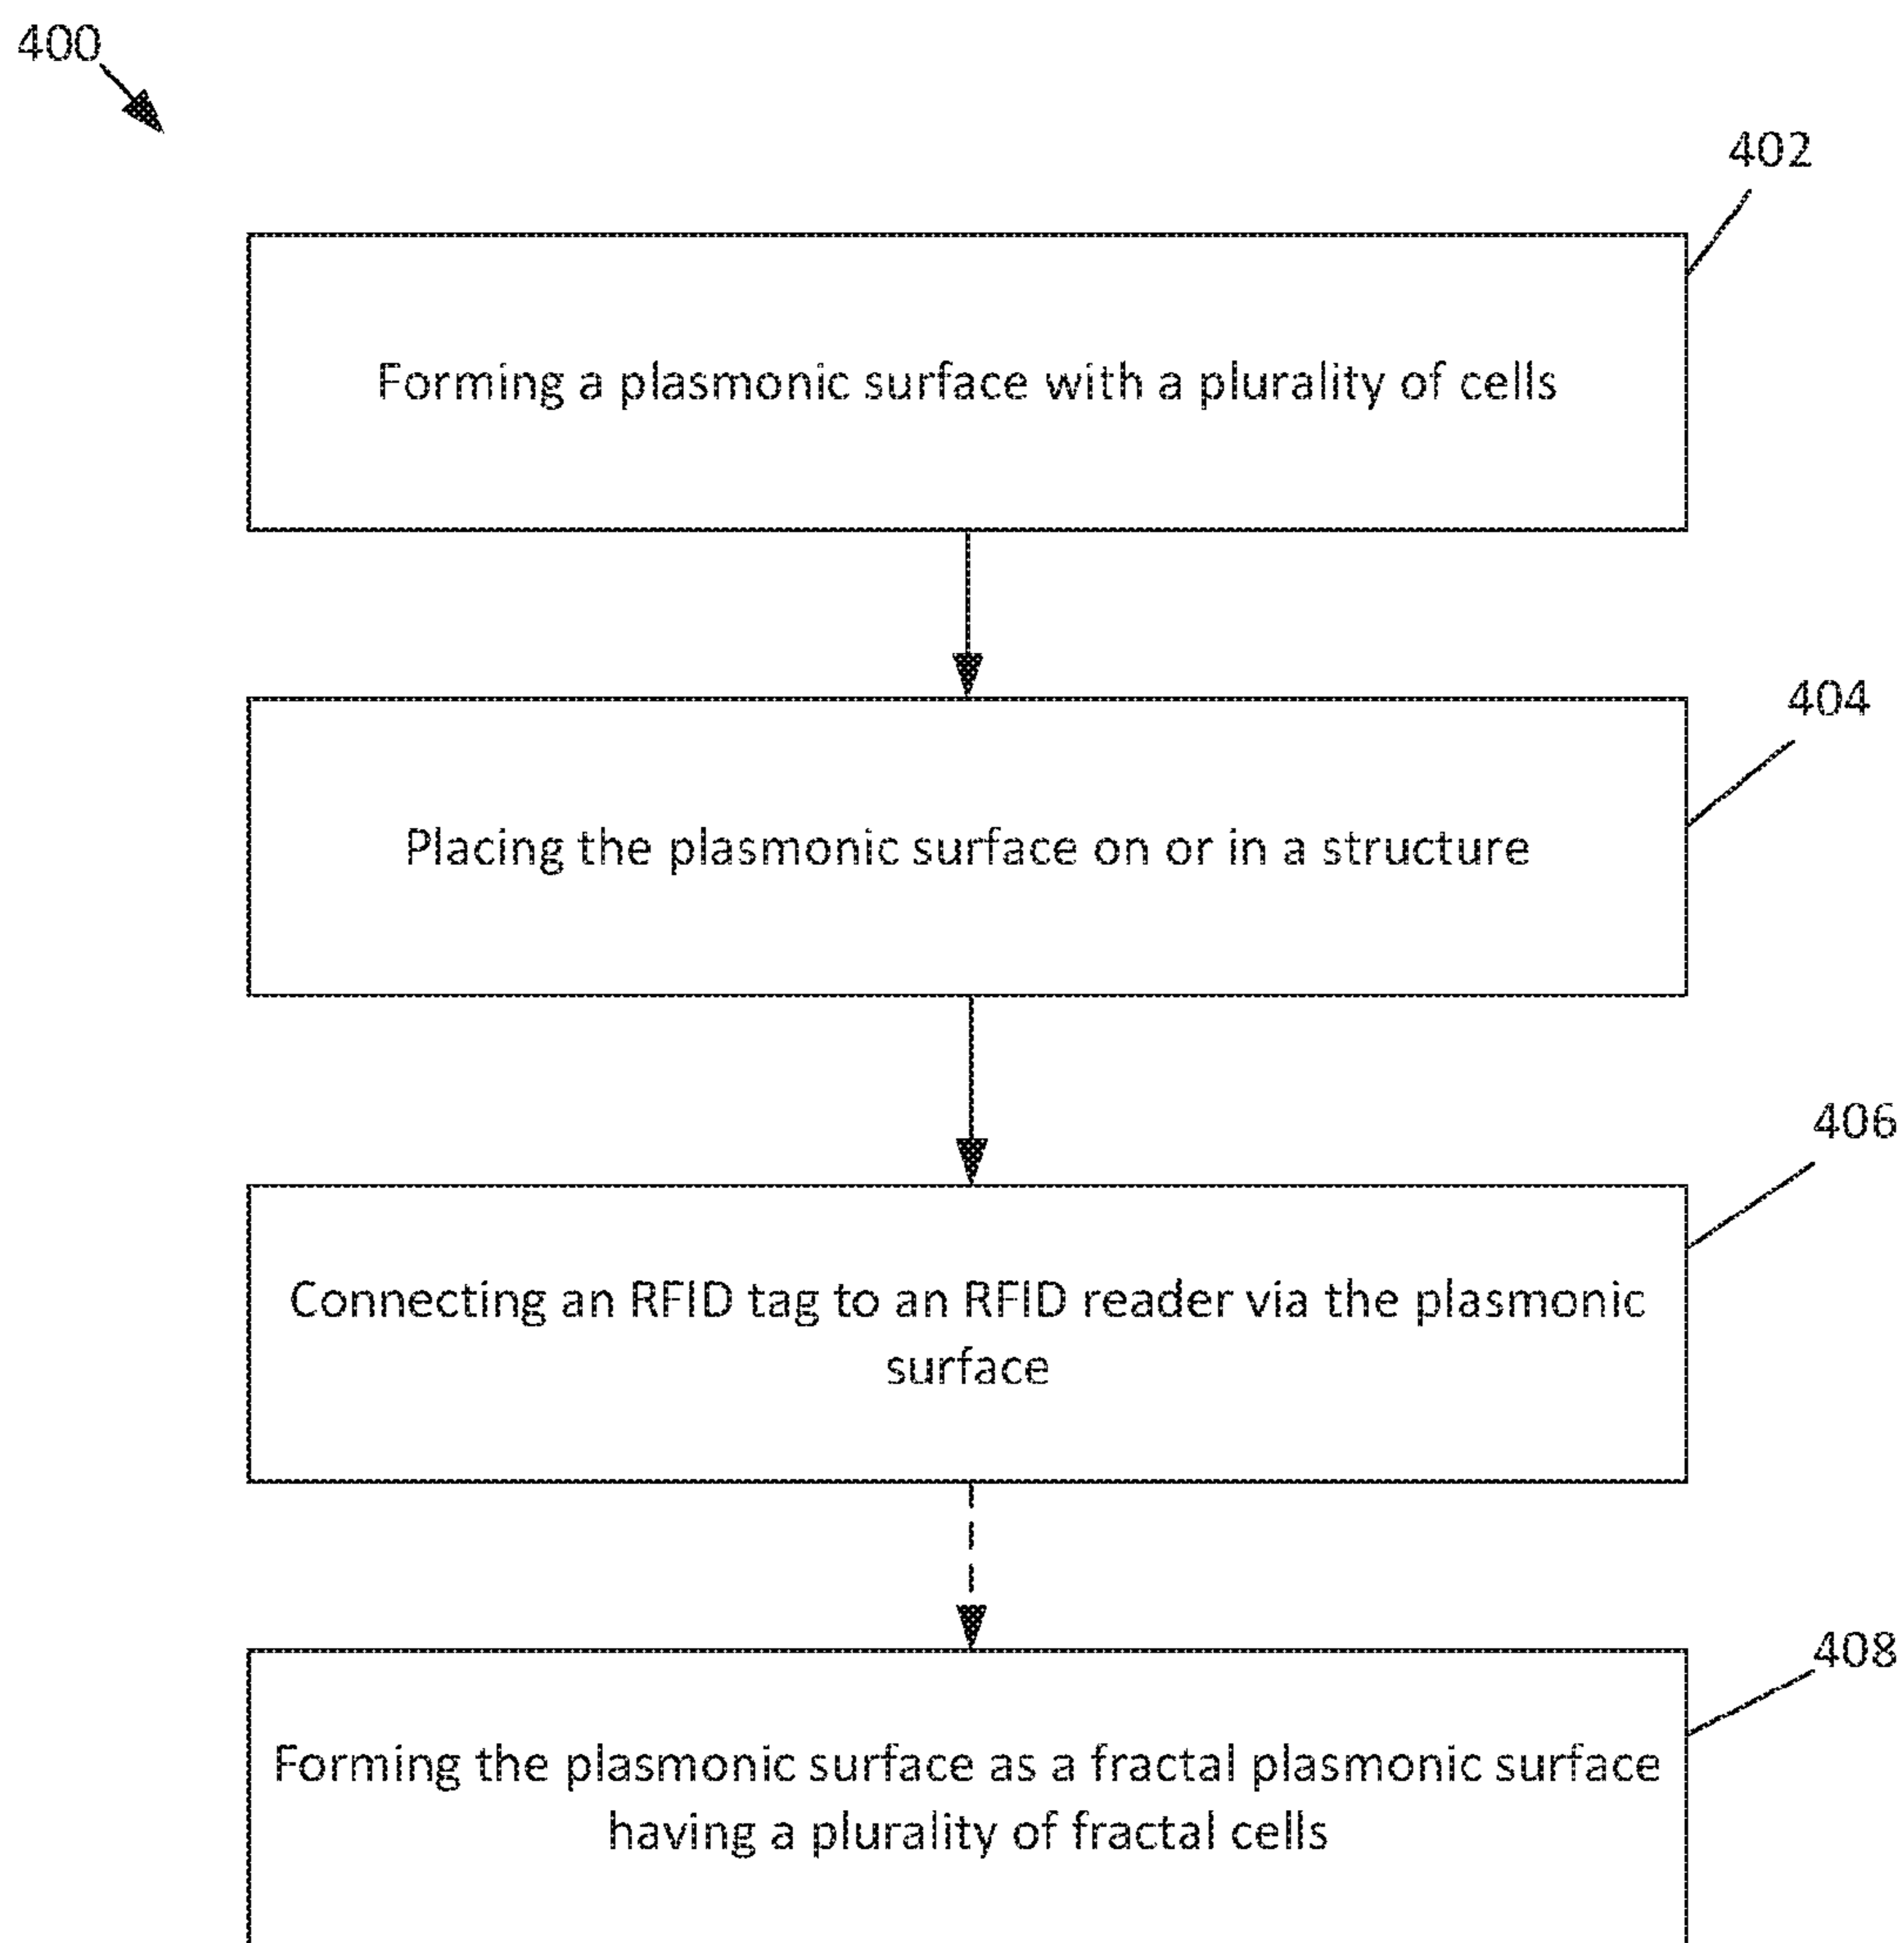 400
402
Forming a plasmonic surface with a plurality of cells
404
Placing the plasmonic surface on or in a structure
406
Connecting an RFID tag to an RFID reader via the plasmonic
surface
408
Forming the plasmonic surface as a fractal plasmonic surface
having a plurality of fractal cells